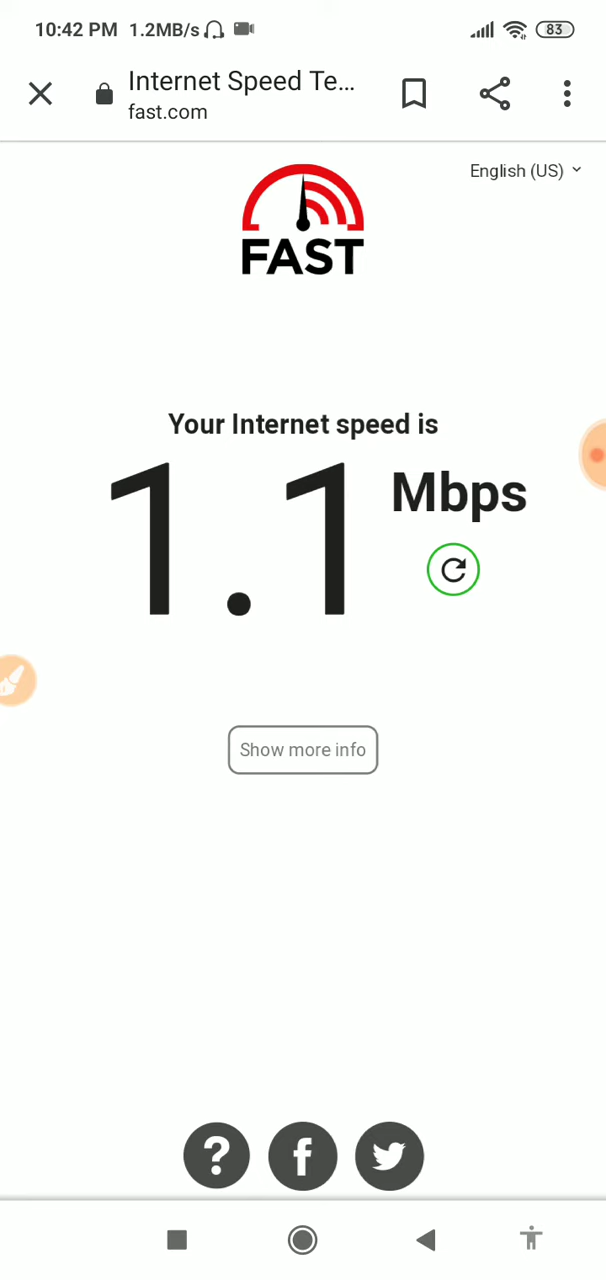 10:42 PM 1.2MB/s 83
Internet Speed Te...
fast.com
English (US)
FAST
Your Internet speed is
1.1 Mbps
Show more info
?
f